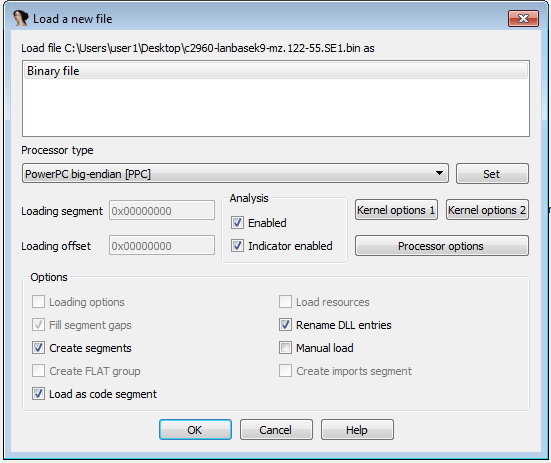 Load a new file
Load file C:\Users\user1\Desktop\c2960-lanbasek9-mz.122-55.SE1.bin as
Binary file
Processor type
PowerPC big-endian [PPC]
Set
Loading segment 0x00000000
Loading offset 0x00000000
Analysis
Enabled
Indicator enabled
Kernel options 1
Kernel options 2
Processor options
Options
Loading options
Load resources
Fill segment gaps
Rename DLL entries
Create segments
Manual load
Create FLAT group
Create imports segment
Load as code segment
OK
Cancel
Help